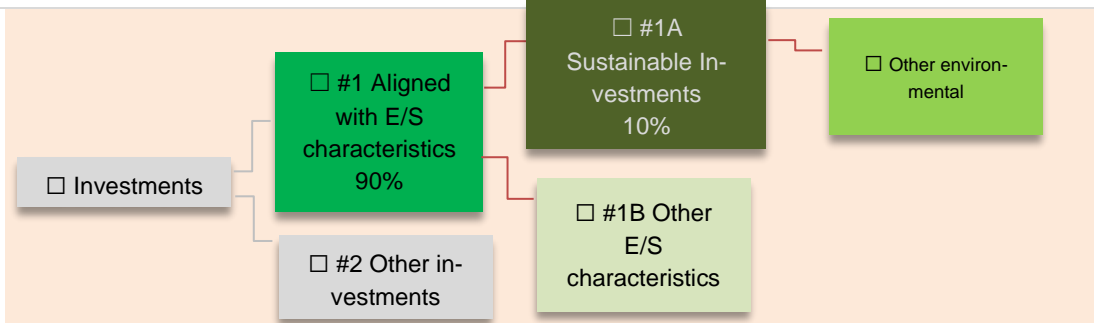 ☐ Investments
☐ #1 Aligned
with E/S
characteristics
90%
☐ #2 Other in-
vestments
☐ #1A
Sustainable In-
vestments
10%
☐ #1B Other
E/S
characteristics
☐ Other environ-
mental